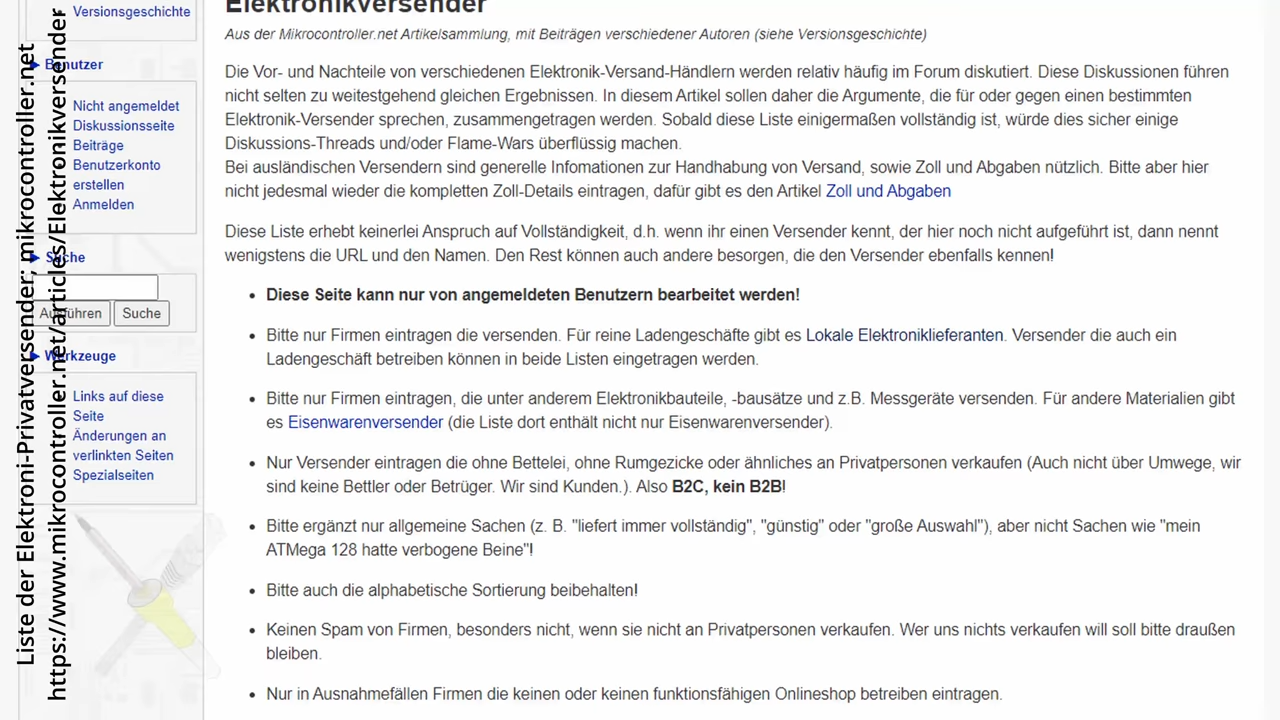 Liste der Elektroni-Privatversender; mikrocontroller.net
https://www.mikrocontroller.net/articles/Elektronikversender
Versionsgeschichte
Benutzer
Nicht angemeldet
Diskussionsseite
Beiträge
Benutzerkonto
erstellen
Anmelden
Suche
Ausführen
Suche
Werkzeuge
Links auf diese
Seite
Änderungen an
verlinkten Seiten
Spezialseiten
Elektronikversender
Aus der Mikrocontroller.net Artikelsammlung, mit Beiträgen verschiedener Autoren (siehe Versionsgeschichte)
Die Vor- und Nachteile von verschiedenen Elektronik-Versand-Händlern werden relativ häufig im Forum diskutiert. Diese Diskussionen führen
nicht selten zu weitestgehend gleichen Ergebnissen. In diesem Artikel sollen daher die Argumente, die für oder gegen einen bestimmten
Elektronik-Versender sprechen, zusammengetragen werden. Sobald diese Liste einigermaßen vollständig ist, würde dies sicher einige
Diskussions-Threads und/oder Flame-Wars überflüssig machen.
Bei ausländischen Versendern sind generelle Infomationen zur Handhabung von Versand, sowie Zoll und Abgaben nützlich. Bitte aber hier
nicht jedesmal wieder die kompletten Zoll-Details eintragen, dafür gibt es den Artikel Zoll und Abgaben
Diese Liste erhebt keinerlei Anspruch auf Vollständigkeit, d.h. wenn ihr einen Versender kennt, der hier noch nicht aufgeführt ist, dann nennt
wenigstens die URL und den Namen. Den Rest können auch andere besorgen, die den Versender ebenfalls kennen!
• Diese Seite kann nur von angemeldeten Benutzern bearbeitet werden!
• Bitte nur Firmen eintragen die versenden. Für reine Ladengeschäfte gibt es Lokale Elektroniklieferanten. Versender die auch ein
Ladengeschäft betreiben können in beide Listen eingetragen werden.
• Bitte nur Firmen eintragen, die unter anderem Elektronikbauteile, -bausätze und z.B. Messgeräte versenden. Für andere Materialien gibt
es Eisenwarenversender (die Liste dort enthält nicht nur Eisenwarenversender).
• Nur Versender eintragen die ohne Bettelei, ohne Rumgezicke oder ähnliches an Privatpersonen verkaufen (Auch nicht über Umwege, wir
sind keine Bettler oder Betrüger. Wir sind Kunden.). Also B2C, kein B2B!
• Bitte ergänzt nur allgemeine Sachen (z. B. "liefert immer vollständig", "günstig" oder "große Auswahl"), aber nicht Sachen wie "mein
ATMega 128 hatte verbogene Beine"!
• Bitte auch die alphabetische Sortierung beibehalten!
• Keinen Spam von Firmen, besonders nicht, wenn sie nicht an Privatpersonen verkaufen. Wer uns nichts verkaufen will soll bitte draußen
bleiben.
• Nur in Ausnahmefällen Firmen die keinen oder keinen funktionsfähigen Onlineshop betreiben eintragen.